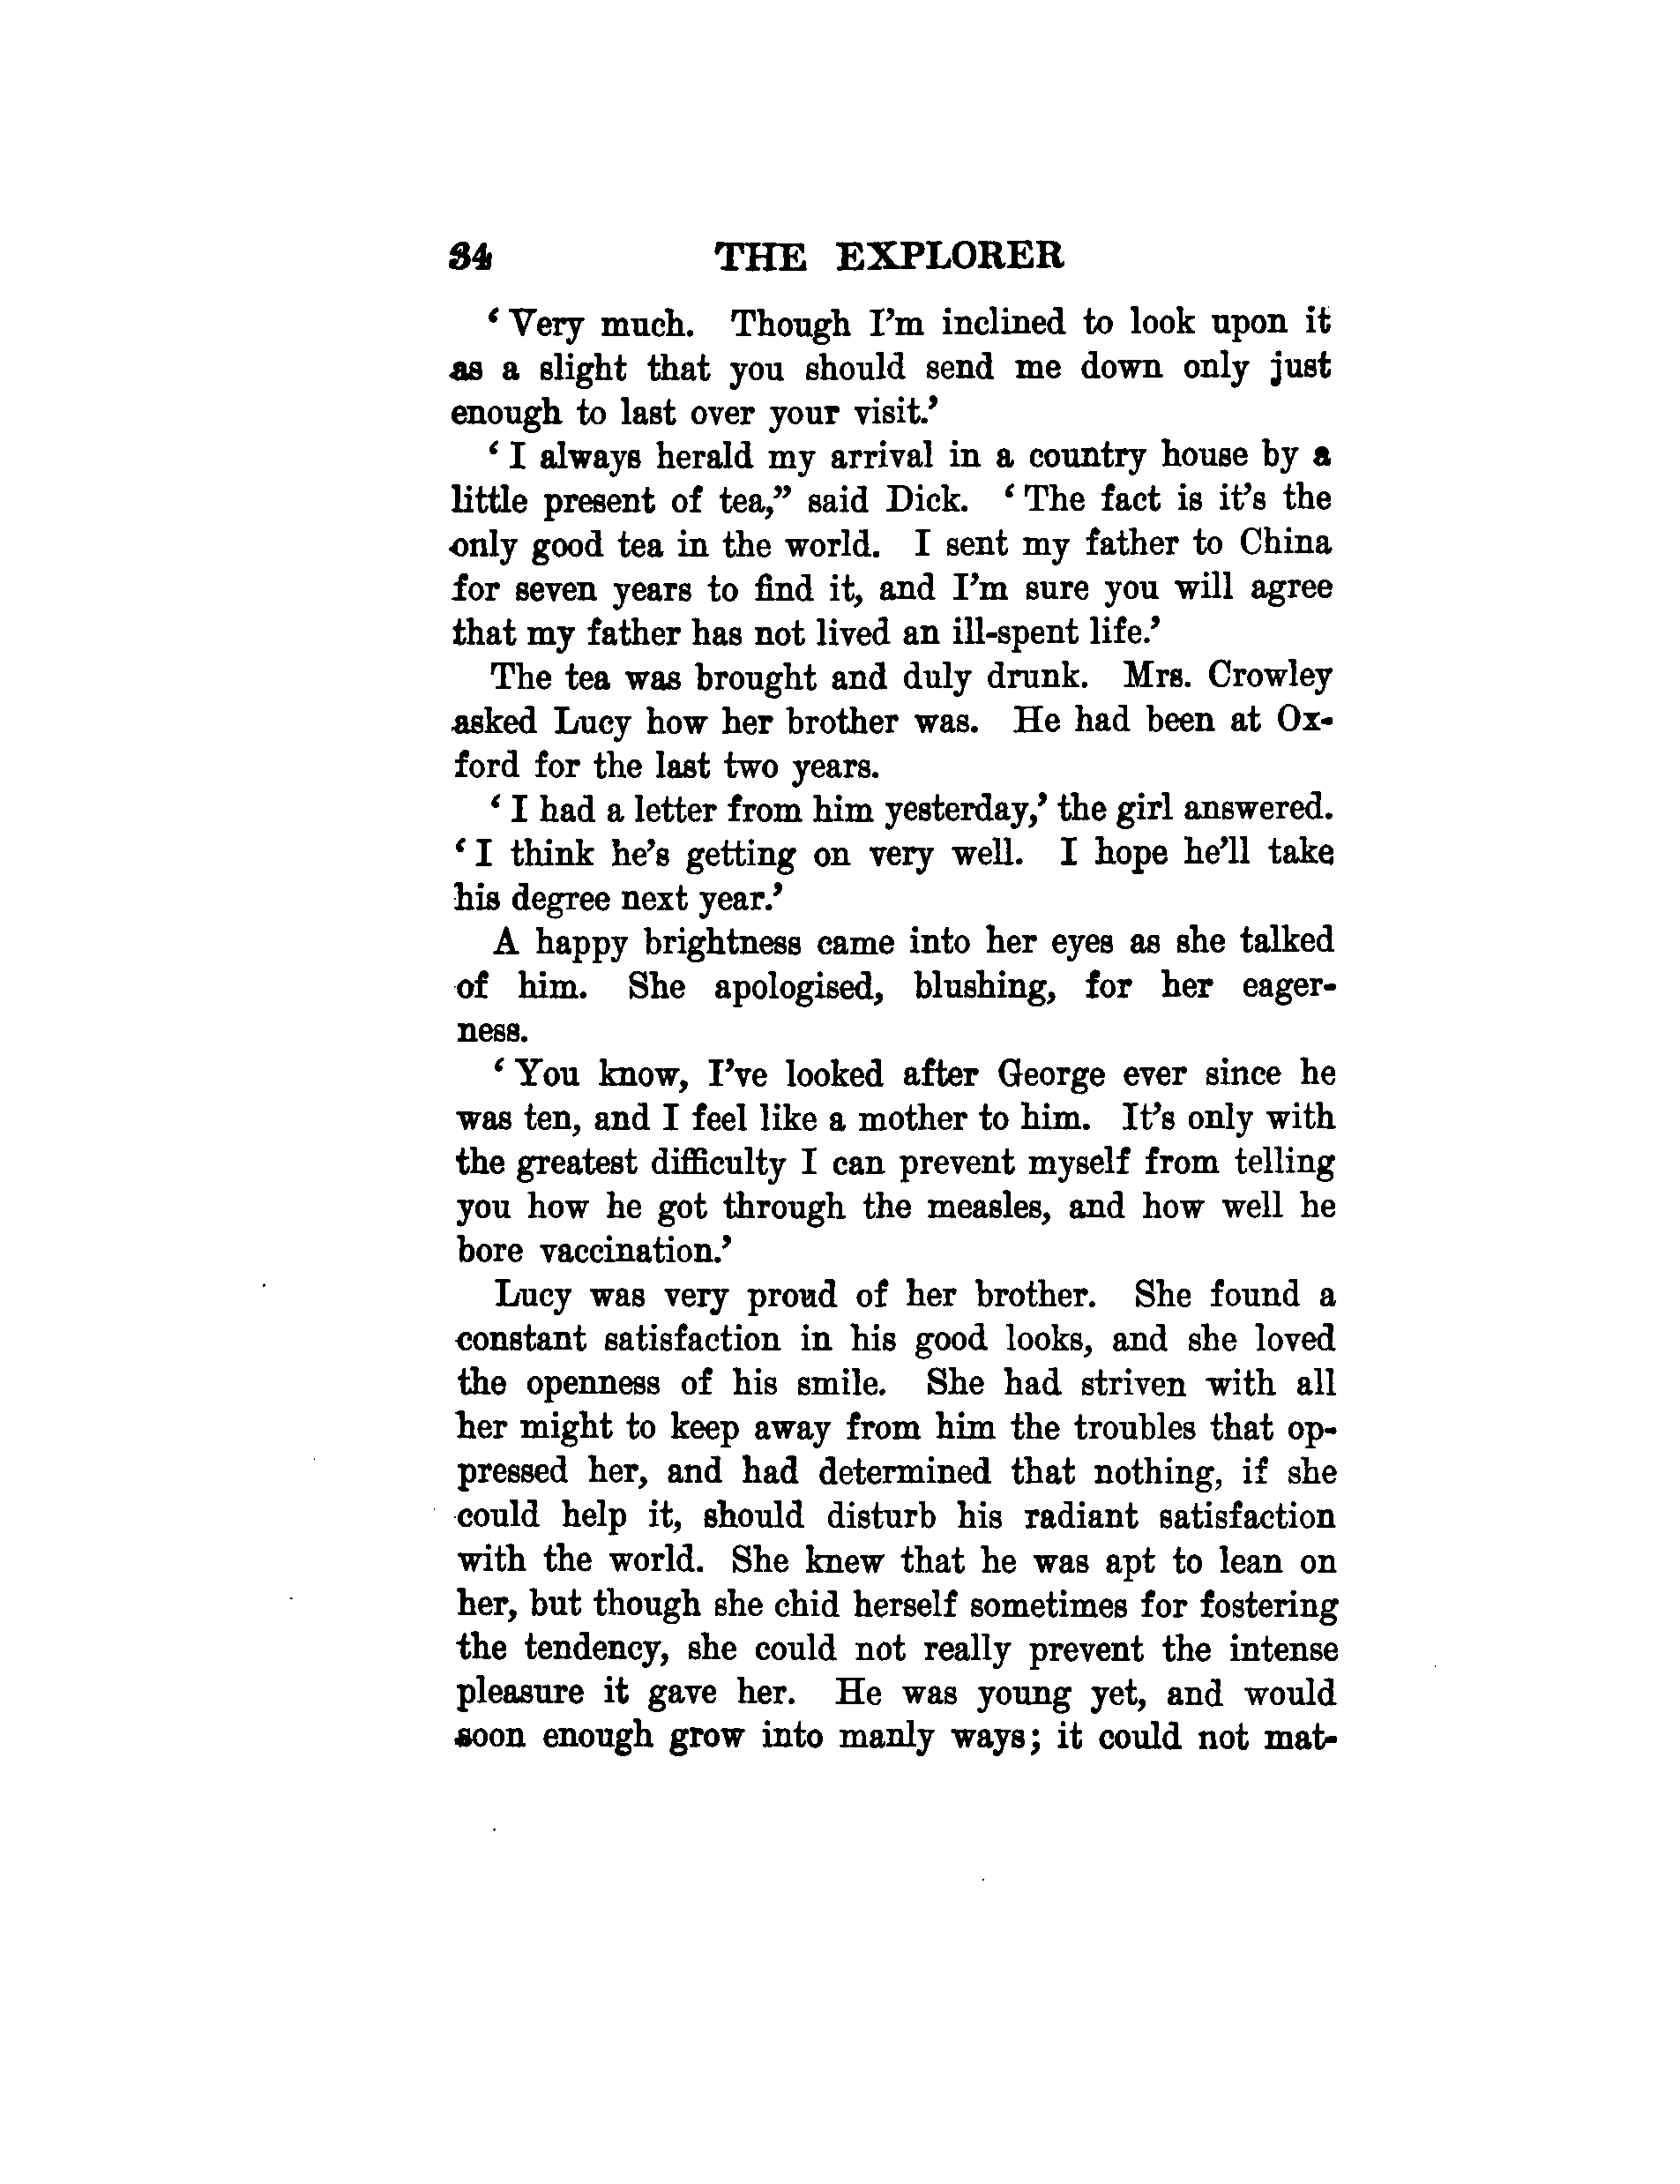 34 THE EXPLORER
‘Very much. Though I’m inclined to look upon it
as a slight that you should send me down only just
enough to last over your visit.’
‘I always herald my arrival in a country house by a
little present of tea,” said Dick. ‘The fact is it’s the
only good tea in the world. I sent my father to China
for seven years to find it, and I’m sure you will agree
that my father has not lived an ill-spent life.’
The tea was brought and duly drunk. Mrs. Crowley
asked Lucy how her brother was. He had been at Ox-
ford for the last two years.
‘I had a letter from him yesterday,’ the girl answered.
‘I think he’s getting on very well. I hope he’ll take
his degree next year.’
A happy brightness came into her eyes as she talked
of him. She apologised, blushing, for her eager-
ness.
‘You know, I’ve looked after George ever since he
was ten, and I feel like a mother to him. It’s only with
the greatest difficulty I can prevent myself from telling
you how he got through the measles, and how well he
bore vaccination.’
Lucy was very proud of her brother. She found a
constant satisfaction in his good looks, and she loved
the openness of his smile. She had striven with all
her might to keep away from him the troubles that op-
pressed her, and had determined that nothing, if she
could help it, should disturb his radiant satisfaction
with the world. She knew that he was apt to lean on
her, but though she chid herself sometimes for fostering
the tendency, she could not really prevent the intense
pleasure it gave her. He was young yet, and would
soon enough grow into manly ways; it could not mat-